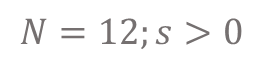 N = 12; s > 0